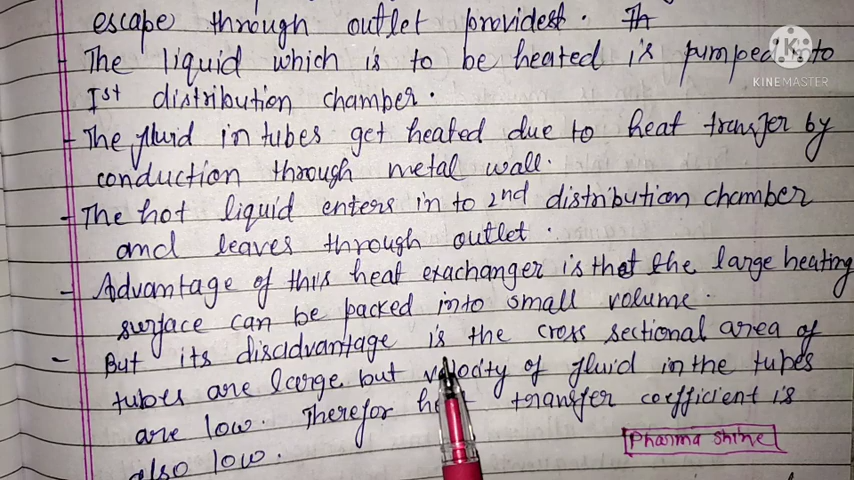 escape through outlet providest. Th
- The liquid which is to be heated is pumped into
Ist distribution chamber.
- The fluid in tubes get heated due to heat transfer by
conduction through metal wall.
- The hot liquid enters in to 2nd distribution chamber
and leaves through outlet.
- Advantage of this heat exachanger is that the large heating
surface can be packed into small volume.
- But its disadvantage is the cross sectional area of
tubes are large but velocity of fluid in the tubes
are low. Therefor transfer coefficient is
also low.
Pharma Shine
K
KINEMASTER